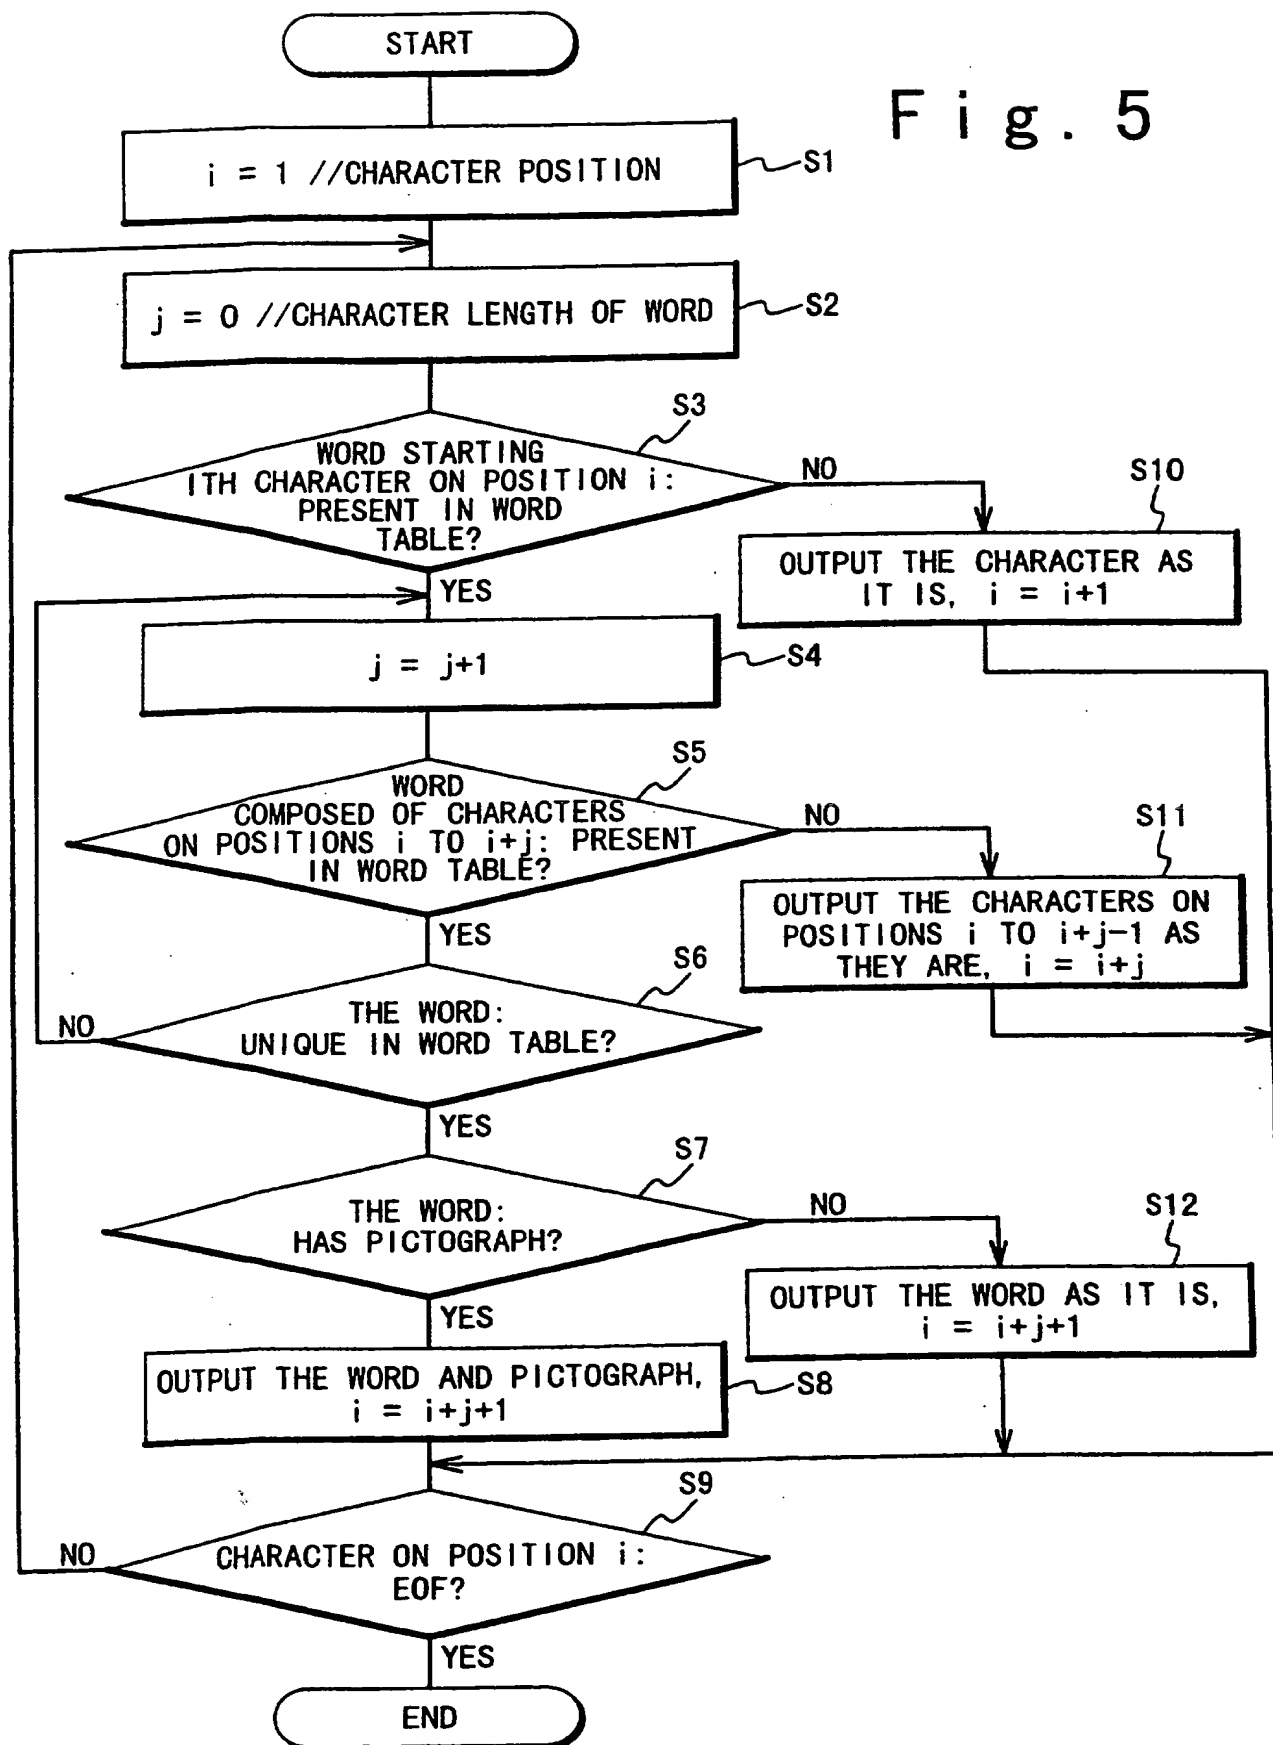 START
Fig. 5
i = 1 //CHARACTER POSITION
S1
j = 0 //CHARACTER LENGTH OF WORD
S2
S3
WORD STARTING
ITH CHARACTER ON POSITION i:
PRESENT IN WORD
TABLE?
NO
S10
OUTPUT THE CHARACTER AS
IT IS, i = i+1
YES
j = j+1
S4
S5
WORD
COMPOSED OF CHARACTERS
ON POSITIONS i TO i+j: PRESENT
IN WORD TABLE?
NO
S11
OUTPUT THE CHARACTERS ON
POSITIONS i TO i+j-1 AS
THEY ARE, i = i+j
YES
S6
THE WORD:
UNIQUE IN WORD TABLE?
NO
YES
S7
THE WORD:
HAS PICTOGRAPH?
NO
S12
OUTPUT THE WORD AS IT IS,
i = i+j+1
YES
OUTPUT THE WORD AND PICTOGRAPH,
i = i+j+1
S8
S9
CHARACTER ON POSITION i:
EOF?
NO
YES
END